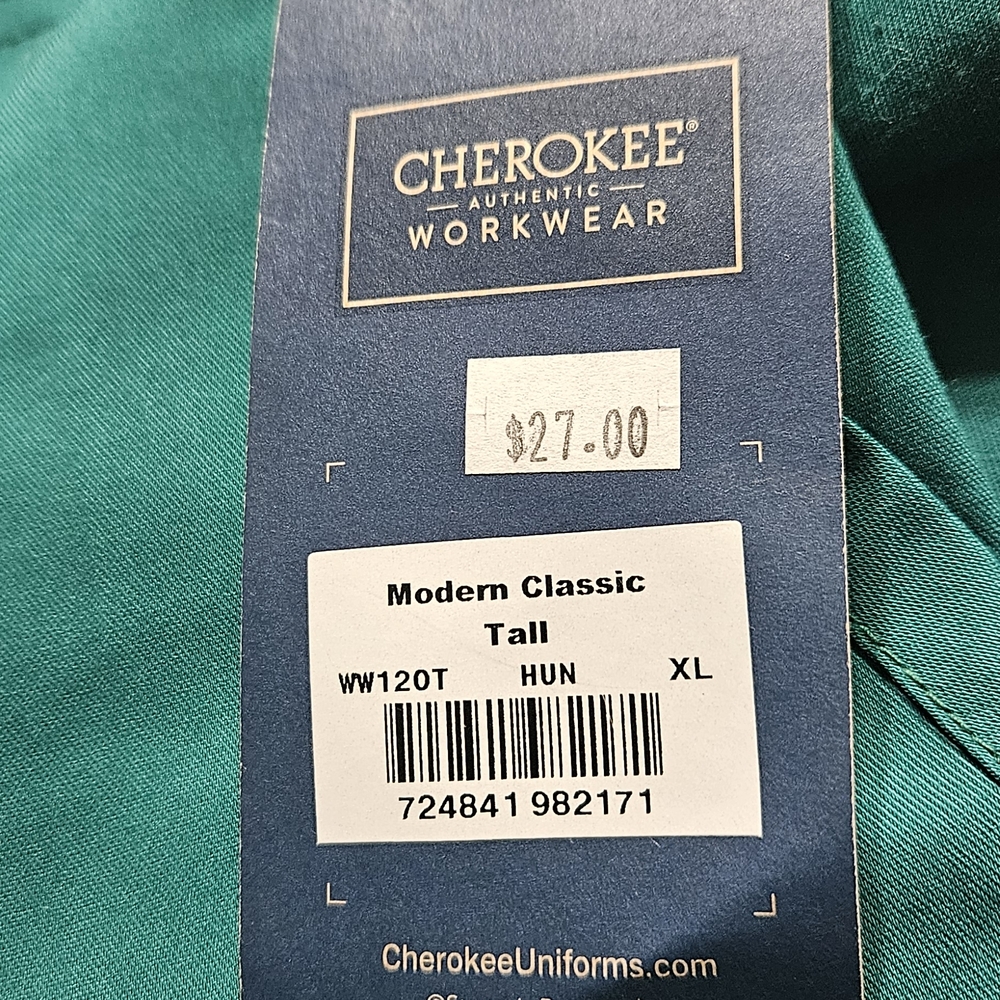 CHEROKEE®
AUTHENTIC
WORKWEAR
$27.00
Modern Classic
Tall
WW120T HUN XL
724841 982171
CherokeeUniforms.com